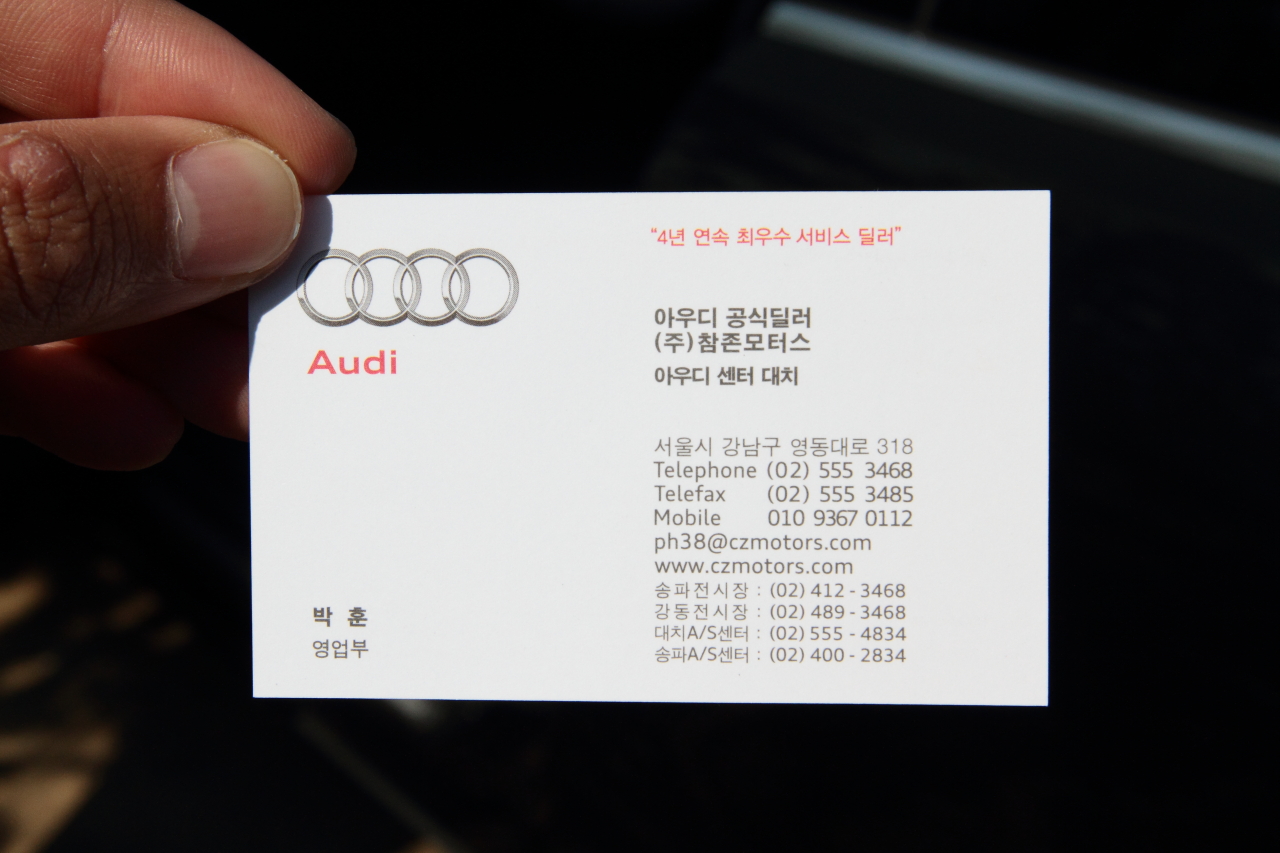 Audi
박 훈
영업부
“4년 연속 최우수 서비스 딜러”
아우디 공식딜러
(주)참존모터스
아우디 센터 대치
서울시 강남구 영동대로 318
Telephone (02) 555 3468
Telefax (02) 555 3485
Mobile 010 9367 0112
ph38@czmotors.com
www.czmotors.com
송파전시장 : (02) 412 - 3468
강동전시장 : (02) 489 - 3468
대치A/S센터 : (02) 555 - 4834
송파A/S센터 : (02) 400 - 2834